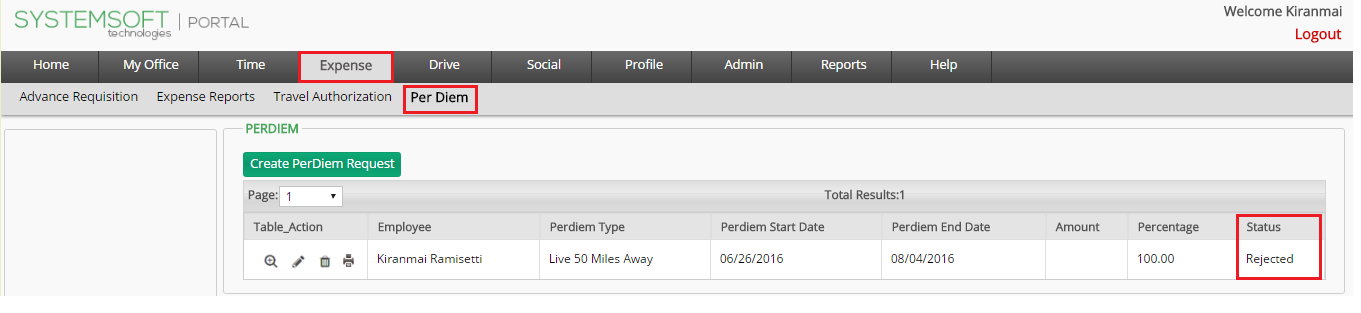 Welcome Kiranmai
SYSTEMSOFT technologies | PORTAL
Logout
Home My Office Time Expense Drive Social Profile Admin Reports Help
Advance Requisition Expense Reports Travel Authorization Per Diem
PERDIEM
Create PerDiem Request
Page: 1 Total Results:1
Table_Action Employee Perdiem Type Perdiem Start Date Perdiem End Date Amount Percentage Status
Kiranmai Ramisetti Live 50 Miles Away 06/26/2016 08/04/2016 100.00 Rejected